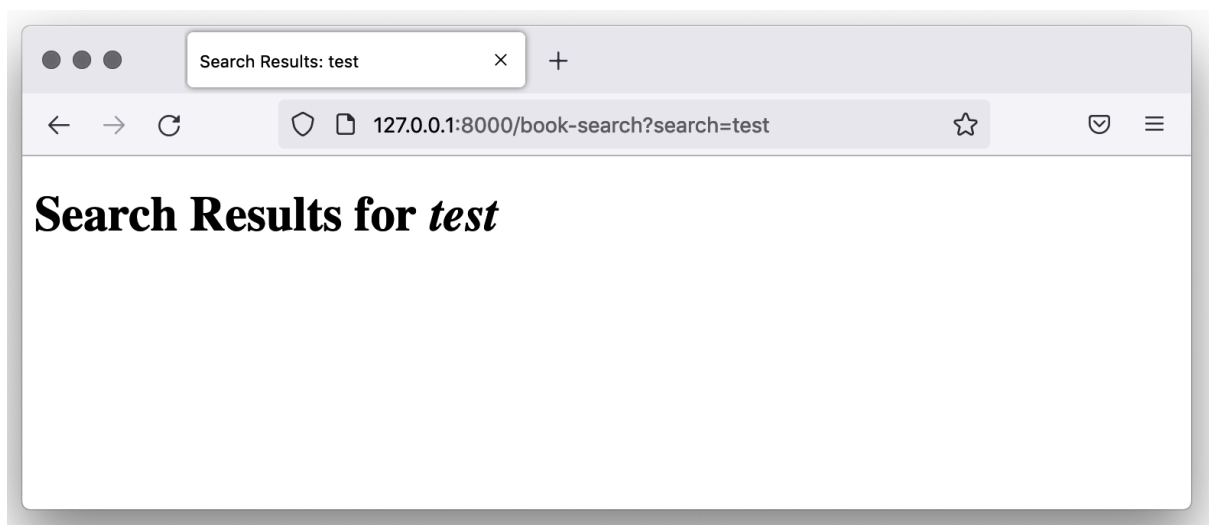 Search Results: test
127.0.0.1:8000/book-search?search=test
Search Results for test